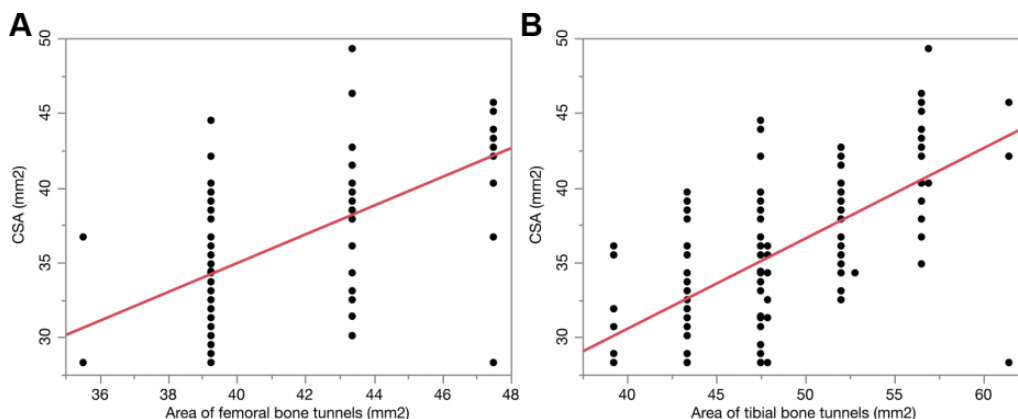 A
50
45
40
35
30
CSA (mm2)
36 38 40 42 44 46 48
Area of femoral bone tunnels (mm2)
B
50
45
40
35
30
CSA (mm2)
40 45 50 55 60
Area of tibial bone tunnels (mm2)